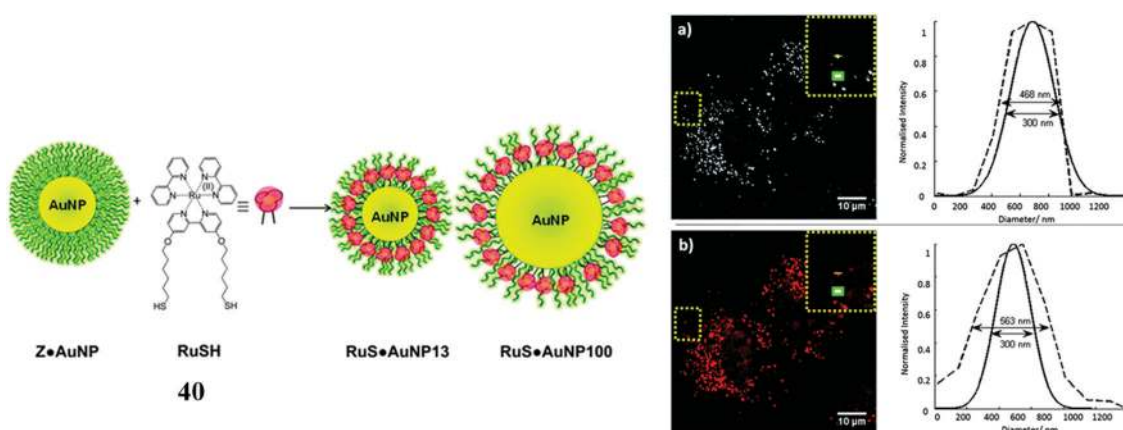 AuNP
+
(II)
N
N
N
N
Ru
N
N
O
O
HS
SH
≡
AuNP
AuNP
Z●AuNP
RuSH
RuS●AuNP13
RuS●AuNP100
40
a)
10 µm
Normalised Intensity
1
0.8
0.6
0.4
0.2
0
468 nm
300 nm
0 200 400 600 800 1000 1200
Diameter/ nm
b)
10 µm
Normalised Intensity
1
0.8
0.6
0.4
0.2
0
563 nm
300 nm
0 200 400 600 800 1000 1200
Diameter/ nm